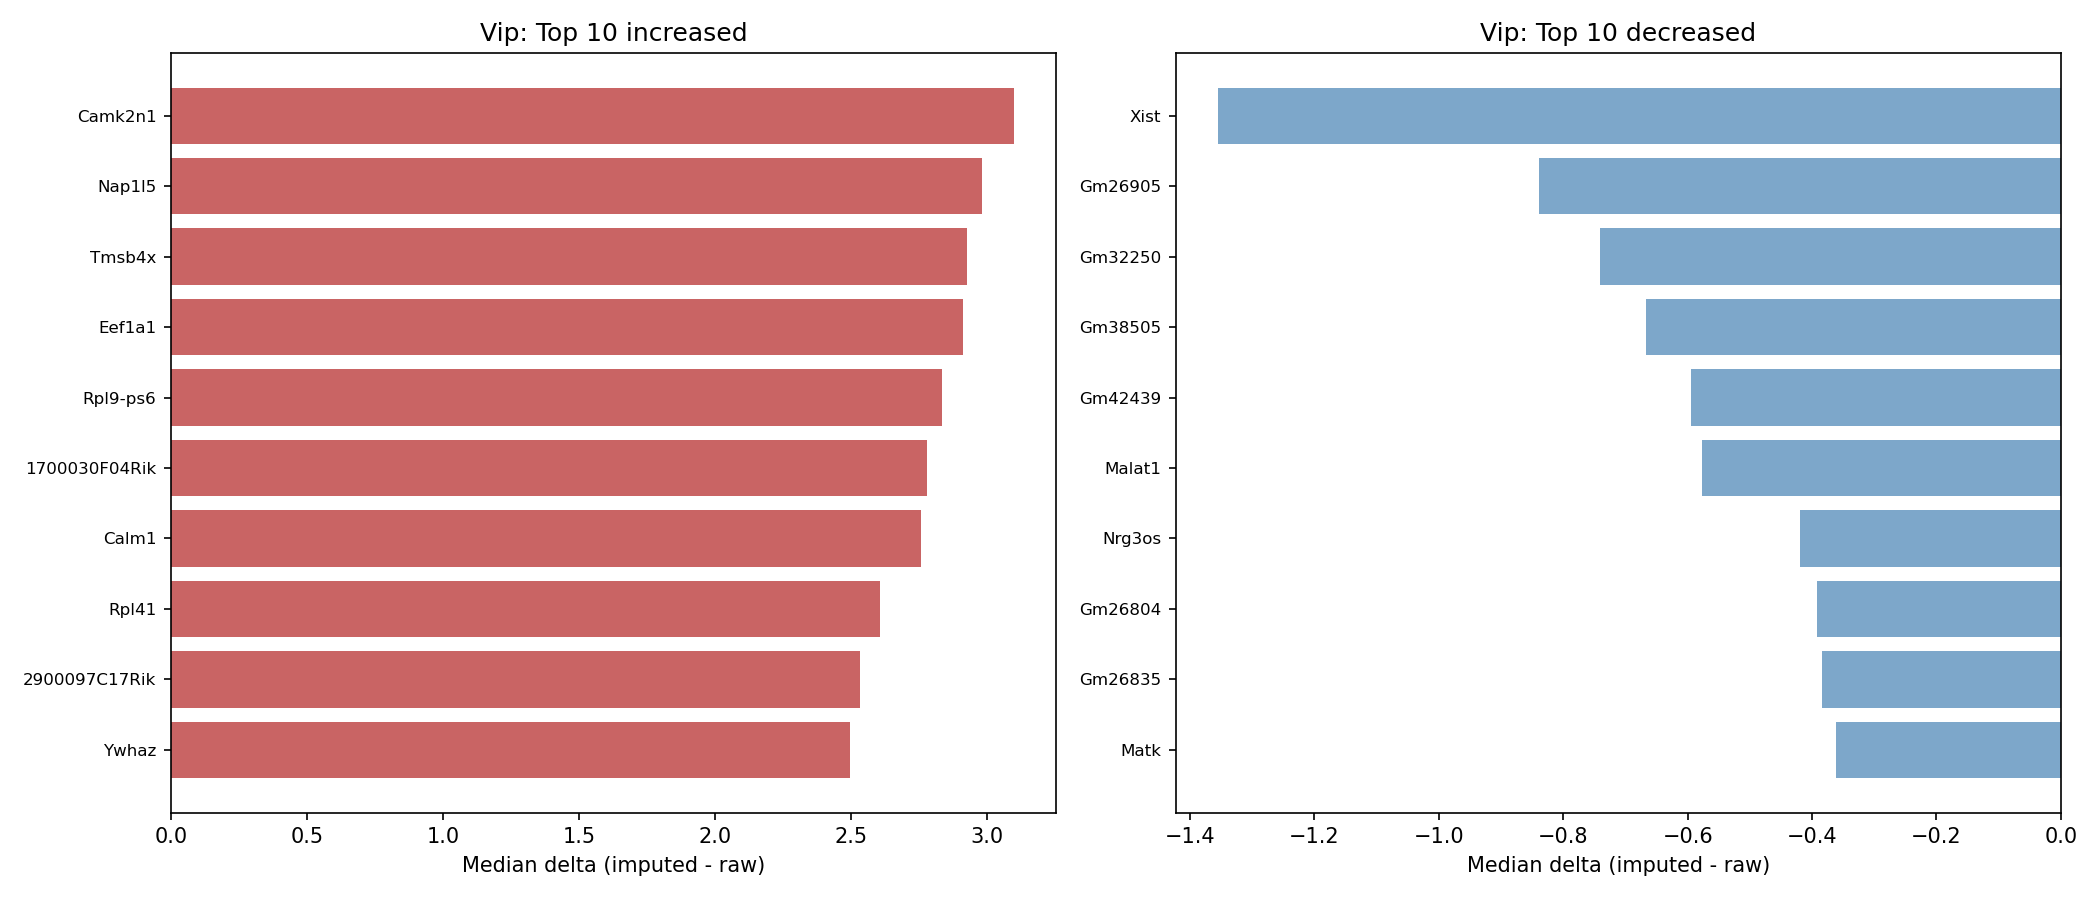 Vip: Top 10 increased
Camk2n1
Nap1l5
Tmsb4x
Eef1a1
Rpl9-ps6
1700030F04Rik
Calm1
Rpl41
2900097C17Rik
Ywhaz
0.0 0.5 1.0 1.5 2.0 2.5 3.0
Median delta (imputed - raw)
Vip: Top 10 decreased
Xist
Gm26905
Gm32250
Gm38505
Gm42439
Malat1
Nrg3os
Gm26804
Gm26835
Matk
−1.4 −1.2 −1.0 −0.8 −0.6 −0.4 −0.2 0.0
Median delta (imputed - raw)